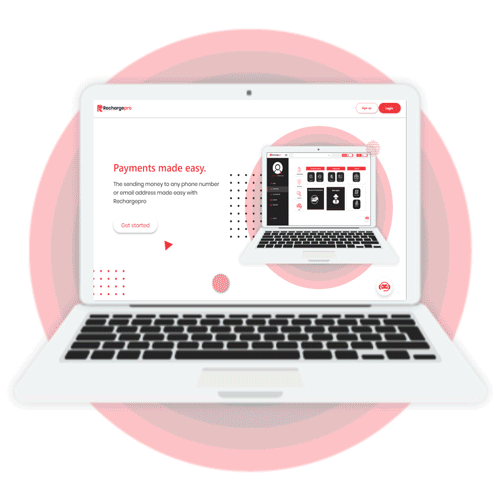 Rechargepro
Sign up
Login
Payments made easy.
The sending money to any phone number
or email address made easy with
Rechargepro
Get started